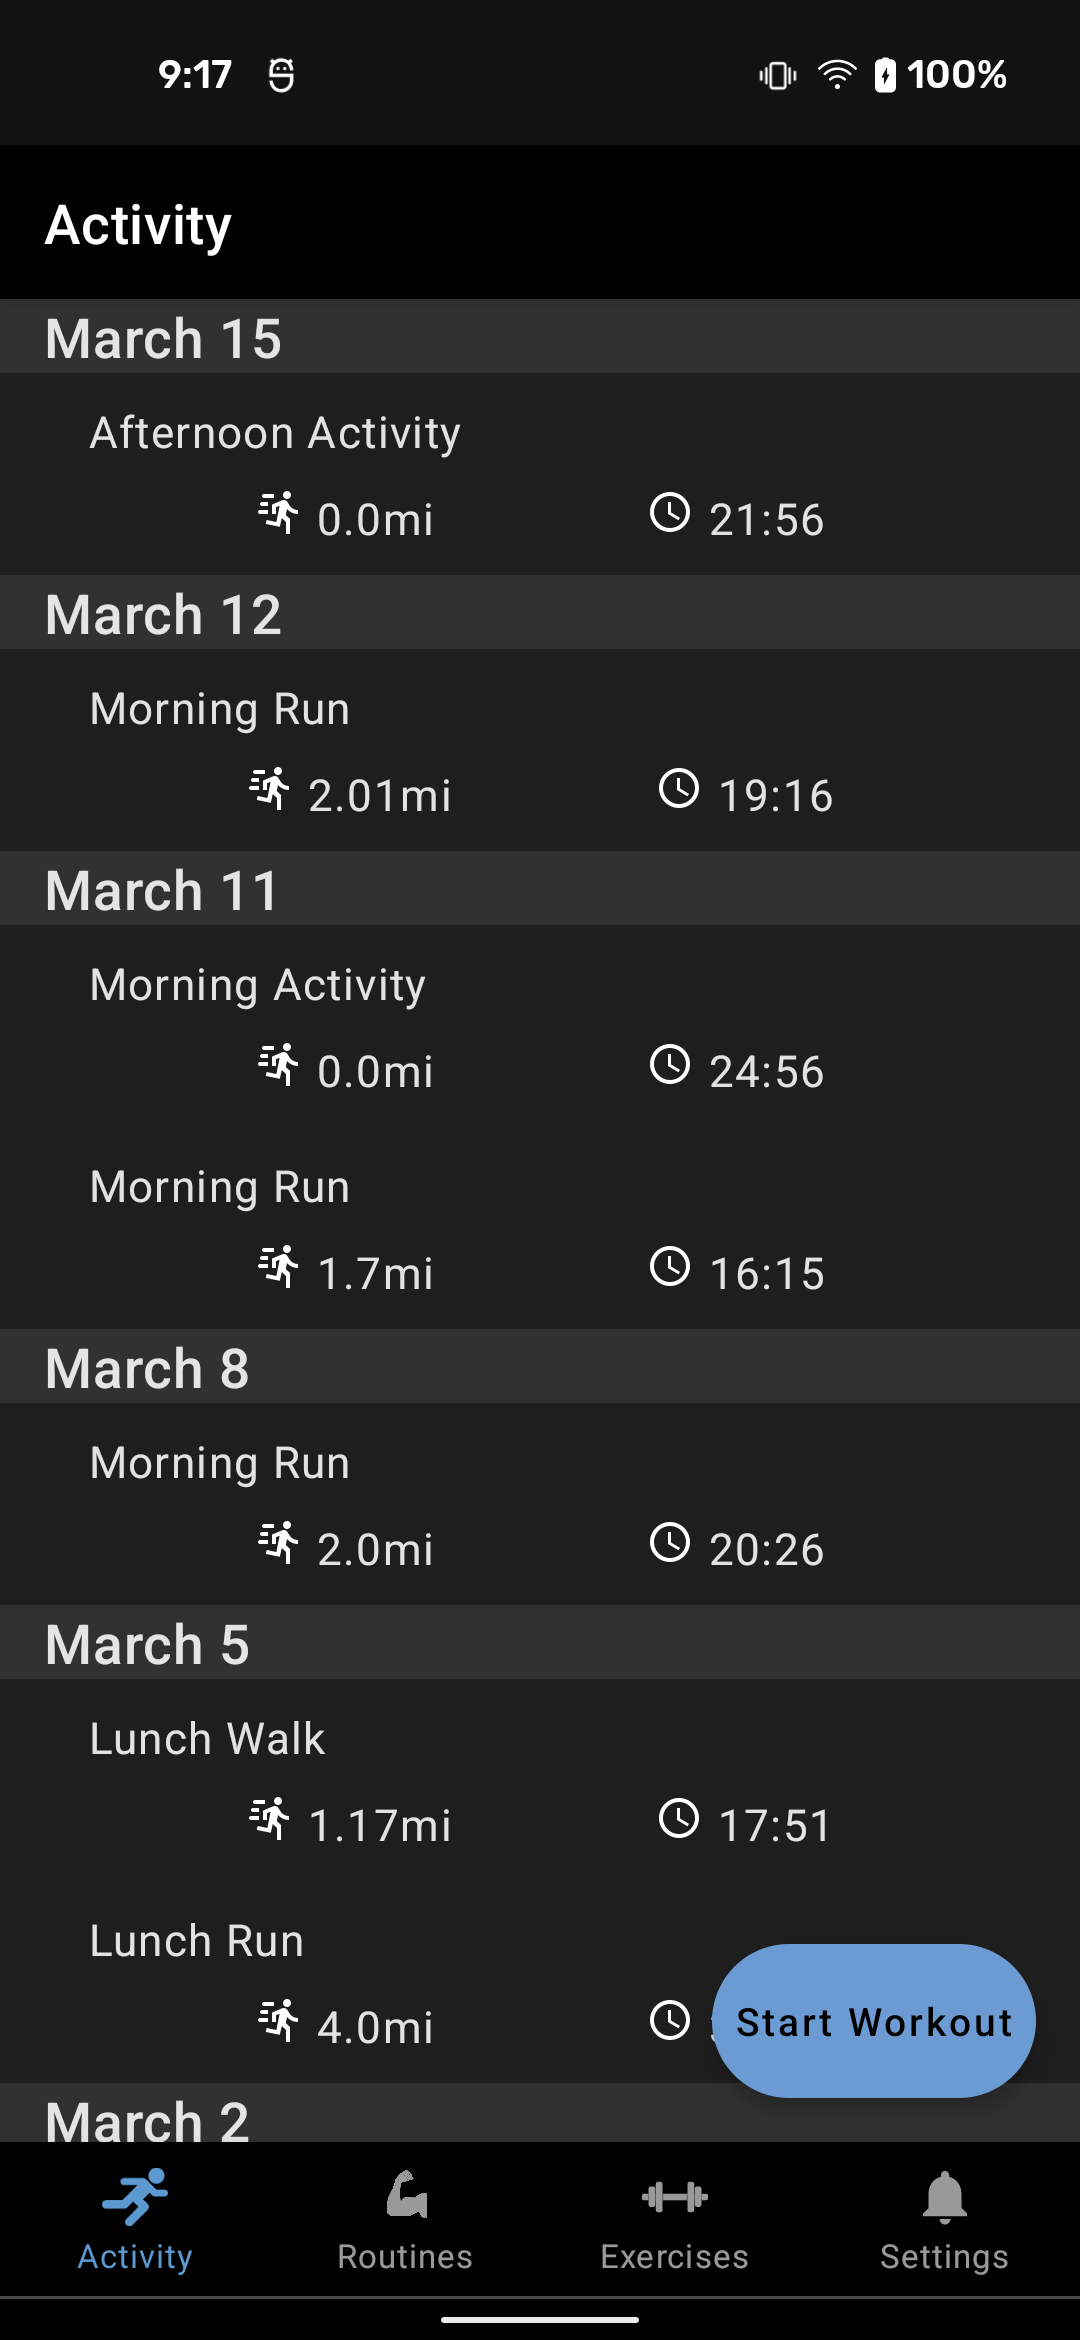 9:17
100%
Activity
March 15
Afternoon Activity
0.0mi 21:56
March 12
Morning Run
2.01mi 19:16
March 11
Morning Activity
0.0mi 24:56
Morning Run
1.7mi 16:15
March 8
Morning Run
2.0mi 20:26
March 5
Lunch Walk
1.17mi 17:51
Lunch Run
4.0mi
Start Workout
March 2
Activity Routines Exercises Settings